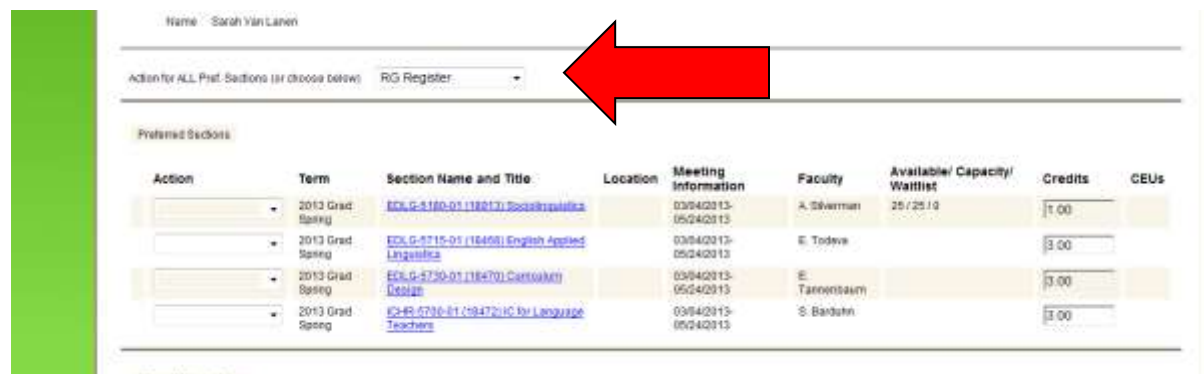 Name Sarah Van Lanen
Action for ALL Pref. Sections (or choose below) RG Register
Preferred Sections
Action Term Section Name and Title Location Meeting Information Faculty Available/ Capacity/ Waitlist Credits CEUs
2013 Grad Spring EDLG-5180-01 (18013) Sociolinguistics 03/04/2013-05/24/2013 A. Silverman 25 / 25 / 0 1.00
2013 Grad Spring EDLG-5715-01 (18468) English Applied Linguistics 03/04/2013-05/24/2013 E. Todeva 3.00
2013 Grad Spring EDLG-5730-01 (18470) Curriculum Design 03/04/2013-05/24/2013 E. Tannenbaum 3.00
2013 Grad Spring ICHR-5700-01 (18472) IC for Language Teachers 03/04/2013-05/24/2013 S. Barduhn 3.00